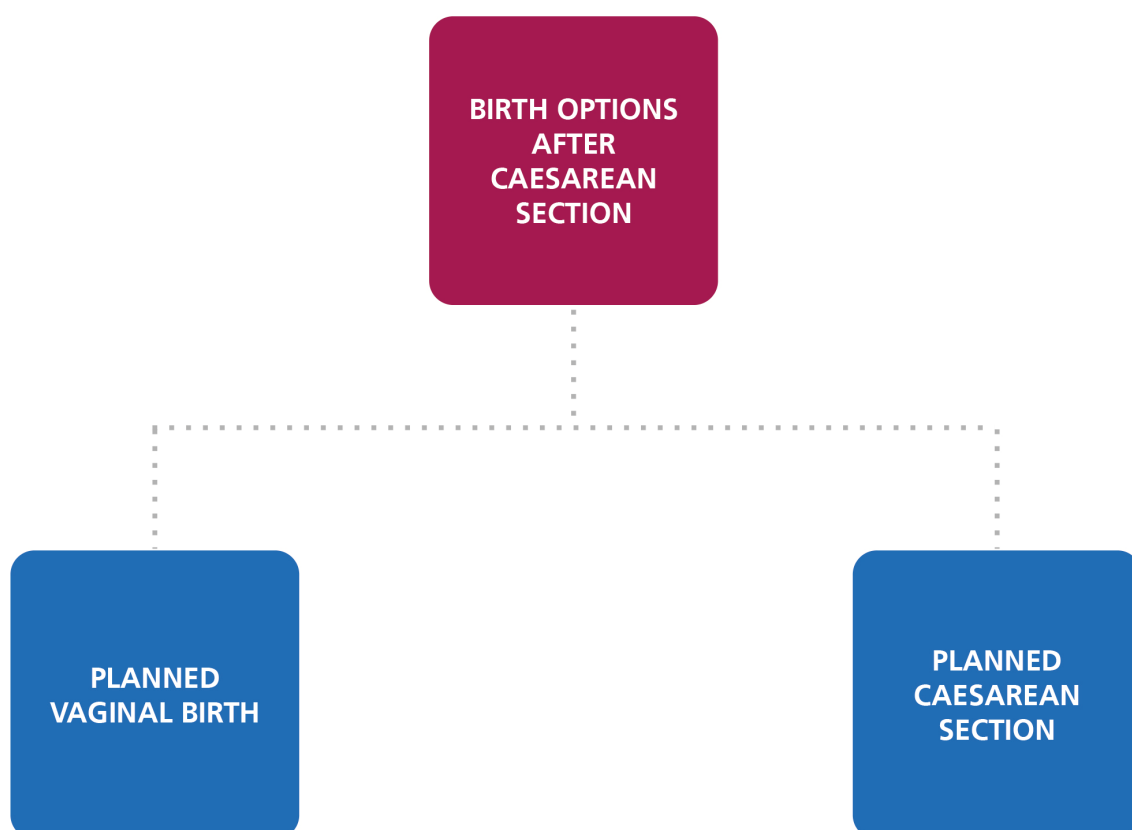 BIRTH OPTIONS
AFTER
CAESAREAN
SECTION
PLANNED
VAGINAL BIRTH
PLANNED
CAESAREAN
SECTION